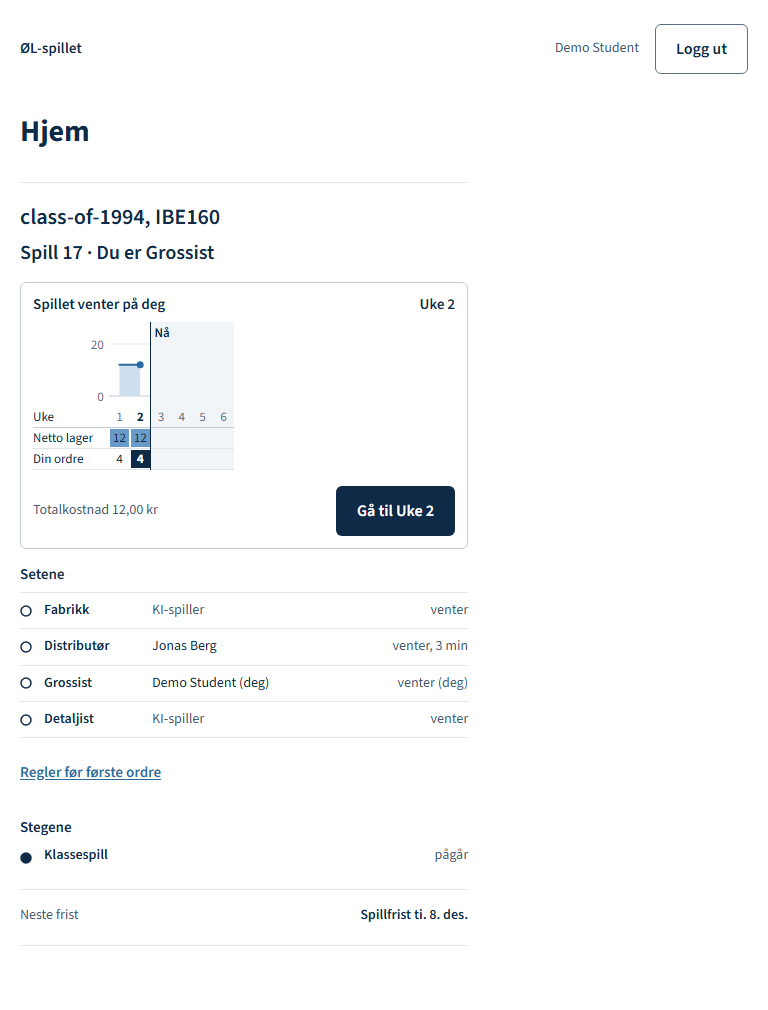 ØL-spillet
Demo Student
Logg ut
Hjem
class-of-1994, IBE160
Spill 17 · Du er Grossist
Spillet venter på deg
Uke 2
Nå
20
0
Uke 1 2 3 4 5 6
Netto lager 12 12
Din ordre 4 4
Totalkostnad 12,00 kr
Gå til Uke 2
Setene
Fabrikk KI-spiller venter
Distributør Jonas Berg venter, 3 min
Grossist Demo Student (deg) venter (deg)
Detaljist KI-spiller venter
Regler før første ordre
Stegene
Klassespill pågår
Neste frist Spillfrist ti. 8. des.